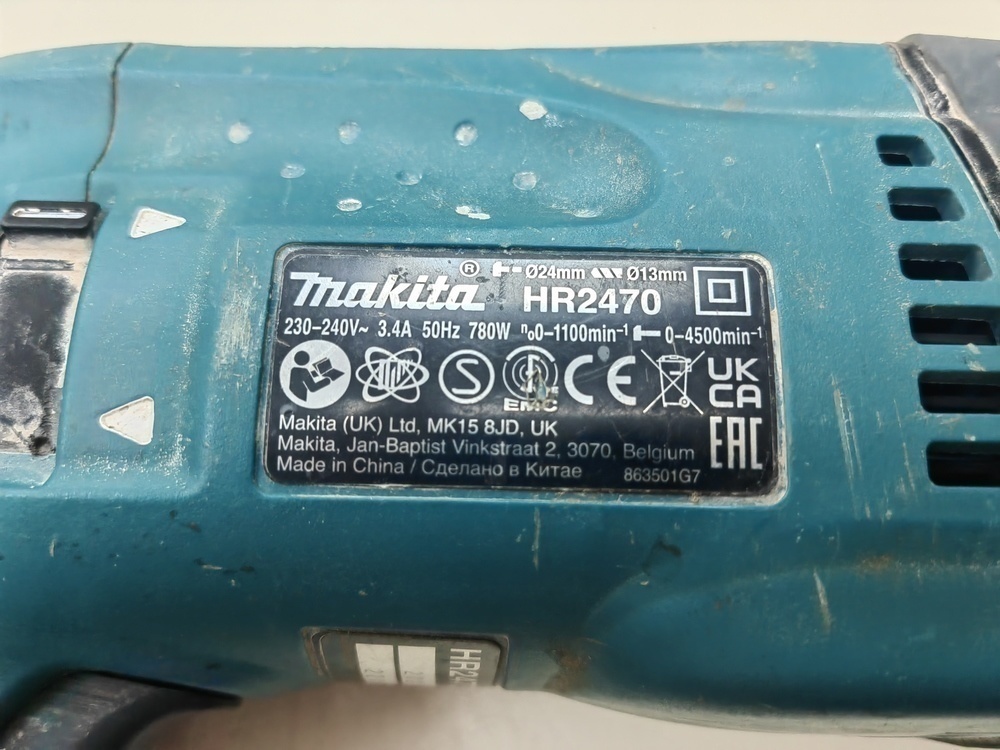 makita® Ø24mm Ø13mm
HR2470
230-240V~ 3.4A 50Hz 780W n₀0-1100min⁻¹ 0-4500min⁻¹
S EMC CE UK CA
Makita (UK) Ltd, MK15 8JD, UK
Makita, Jan-Baptist Vinkstraat 2, 3070, Belgium
Made in China / Сделано в Китае 863501G7
EAC